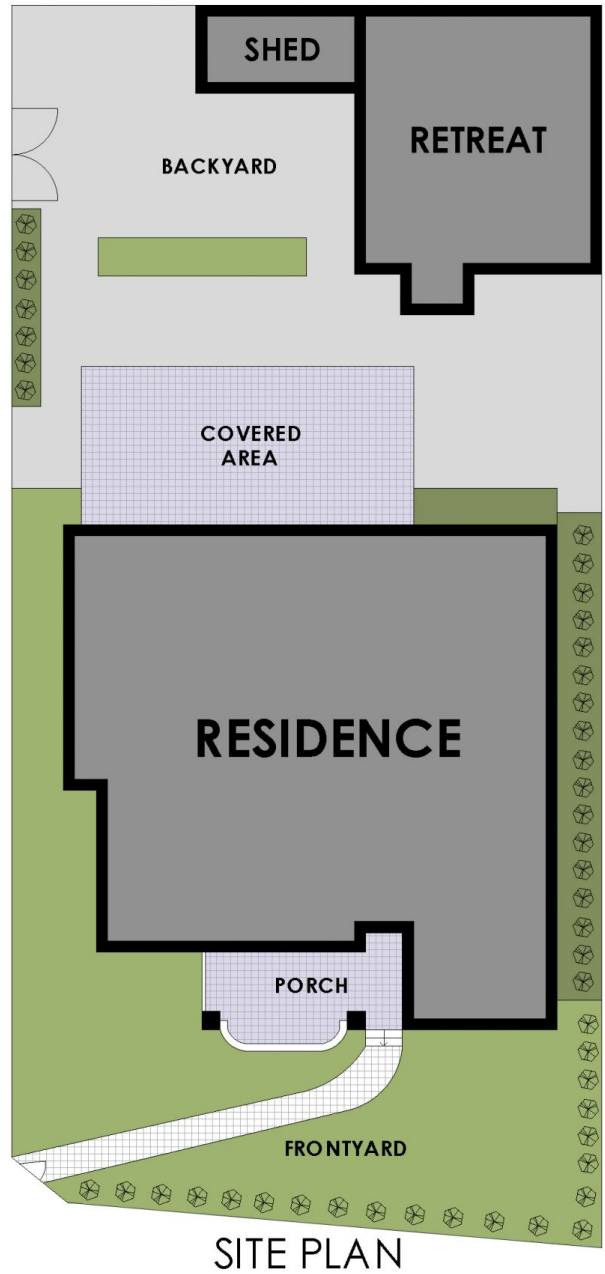 SHED
RETREAT
BACKYARD
COVERED
AREA
RESIDENCE
PORCH
FRONTYARD
SITE PLAN